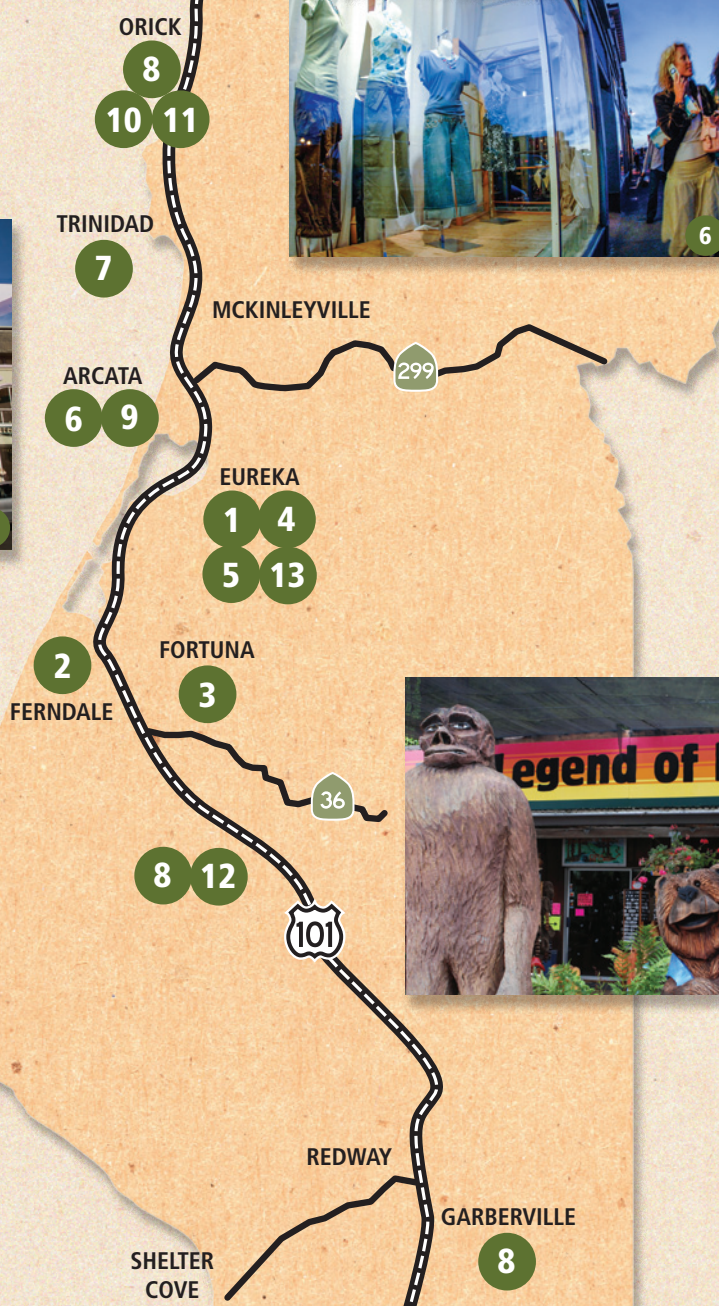 ORICK
8
10 11
6
TRINIDAD
7
MCKINLEYVILLE
299
ARCATA
6 9
EUREKA
1 4
5 13
2
FERNDALE
FORTUNA
3
36
egend of
8 12
101
REDWAY
GARBERVILLE
8
SHELTER
COVE